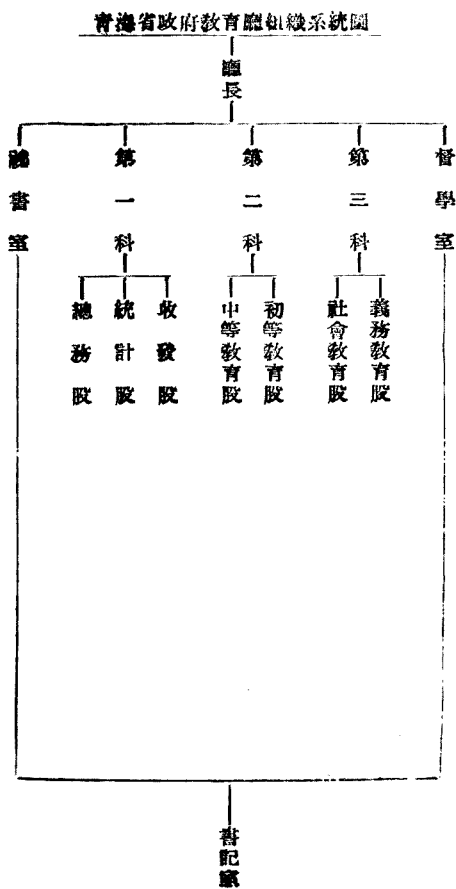 青海省政府教育廳組織系統圖
廳長
秘書室
第一科
第二科
第三科
督學室
總務股
統計股
收發股
中等教育股
初等教育股
社會教育股
義務教育股
書記室